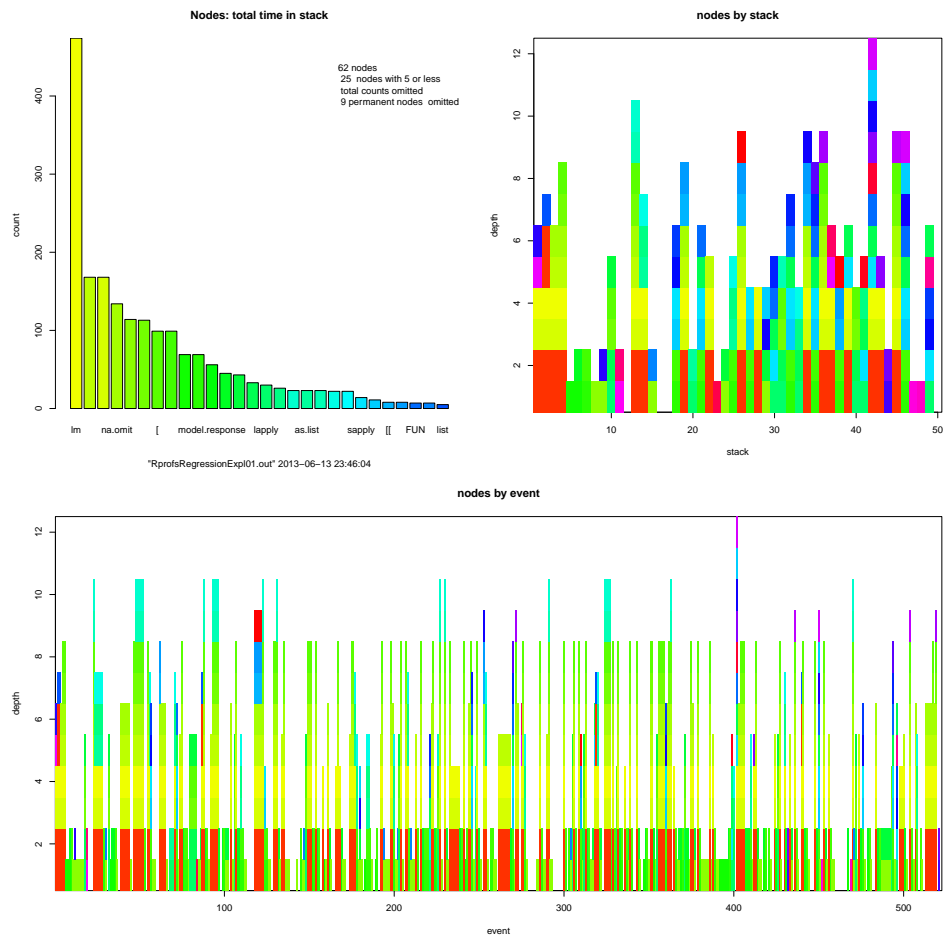 Nodes: total time in stack
62 nodes
25 nodes with 5 or less
total counts omitted
9 permanent nodes omitted
count
0 100 200 300 400
lm na.omit [ model.response lapply as.list sapply [[ FUN list
"RprofsRegressionExpl01.out" 2013−06−13 23:46:04
nodes by stack
depth
2 4 6 8 10 12
10 20 30 40 50
stack
nodes by event
depth
2 4 6 8 10 12
100 200 300 400 500
event